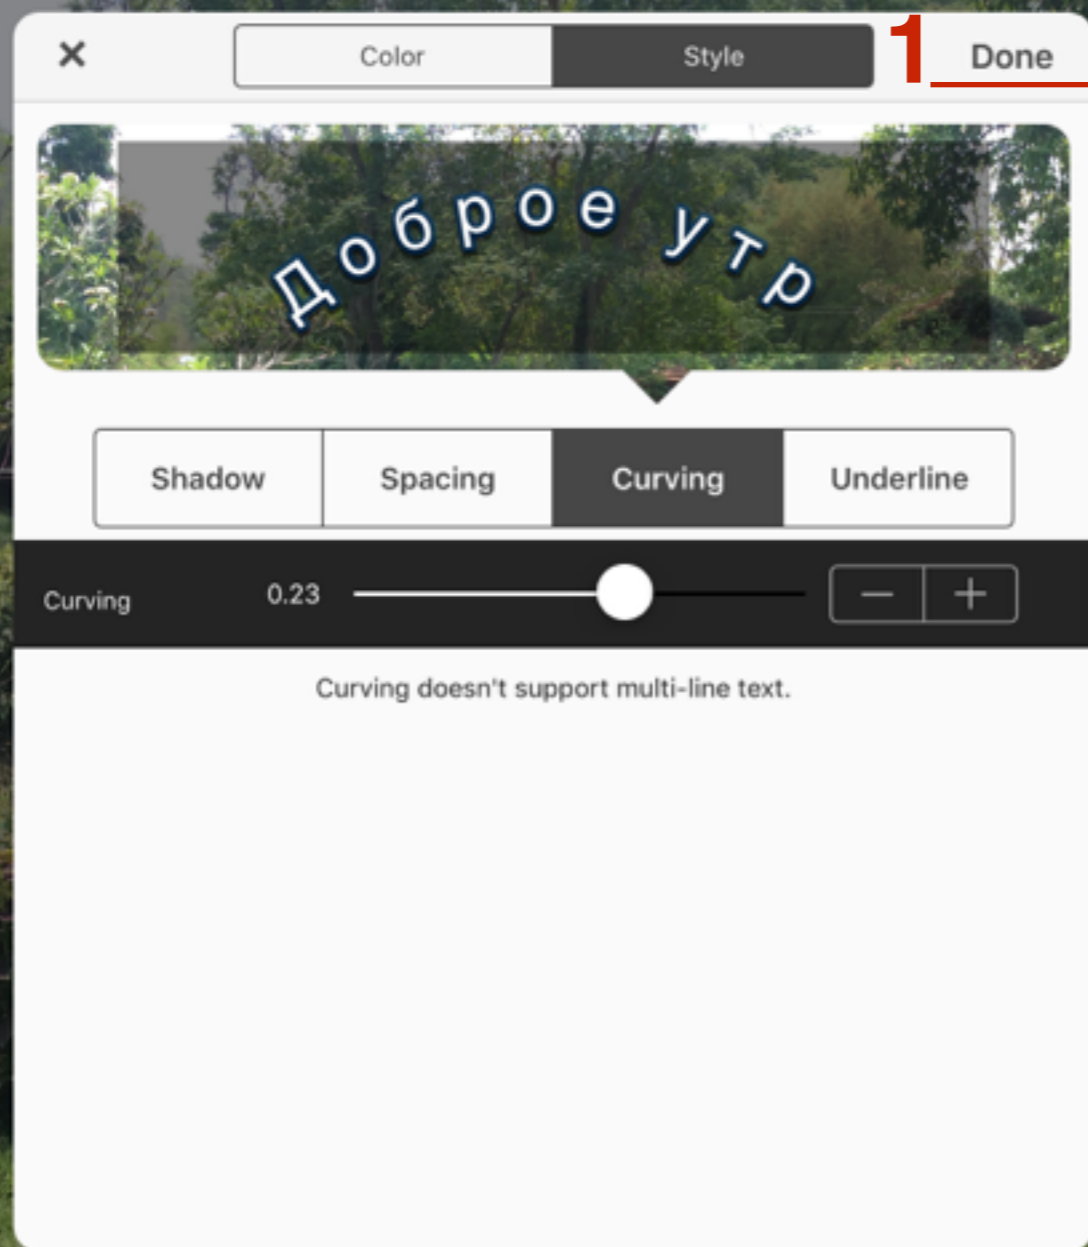 Color Style 1 Done
Доброе утр
Shadow Spacing Curving Underline
Curving 0.23
Curving doesn't support multi-line text.